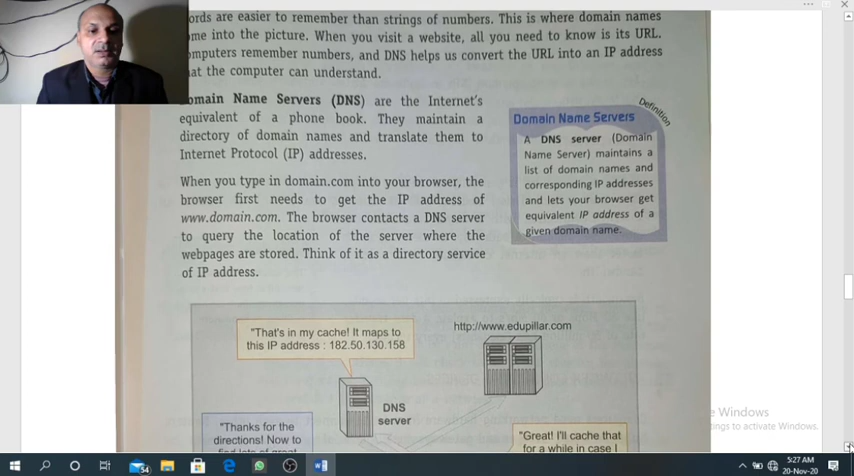 ords are easier to remember than strings of numbers. This is where domain names
me into the picture. When you visit a website, all you need to know is its URL.
mputers remember numbers, and DNS helps us convert the URL into an IP address
at the computer can understand.
omain Name Servers (DNS) are the Internet's
equivalent of a phone book. They maintain a
directory of domain names and translate them to
Internet Protocol (IP) addresses.
When you type in domain.com into your browser, the
browser first needs to get the IP address of
www.domain.com. The browser contacts a DNS server
to query the location of the server where the
webpages are stored. Think of it as a directory service
of IP address.
Definition
Domain Name Servers
A DNS server (Domain
Name Server) maintains a
list of domain names and
corresponding IP addresses
and lets your browser get
equivalent IP address of a
given domain name.
"That's in my cache! It maps to
this IP address : 182.50.130.158
http://www.edupillar.com
DNS
server
"Thanks for the
directions! Now to
"Great! I'll cache that
for a while in case I
e Windows
tings to activate Windows.
54
W
5:27 AM
20-Nov-20